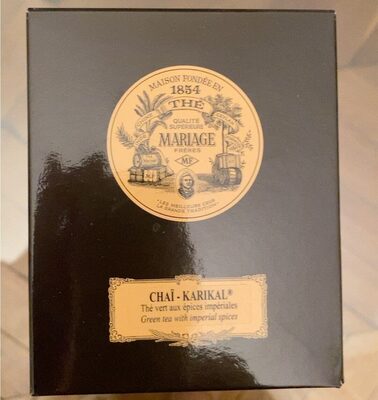 MAISON FONDÉE EN
1854
THÉ
QUALITÉ
SUPÉRIEURE
MARIAGE
FRÈRES
MF
"LES MEILLEURS CRUS
LA GRANDE TRADITION"
CHAÏ - KARIKAL®
Thé vert aux épices impériales
Green tea with imperial spices